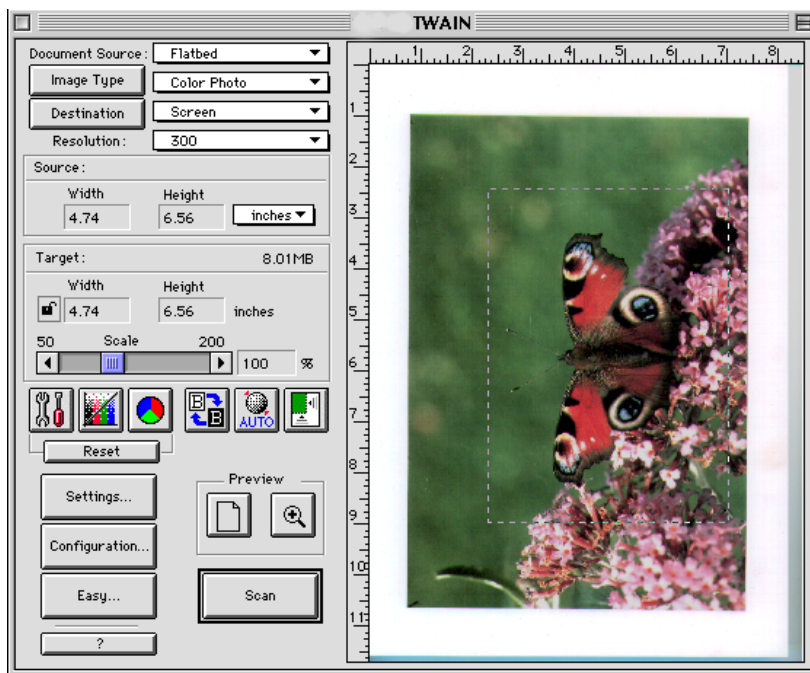 TWAIN
Document Source: Flatbed
Image Type Color Photo
Destination Screen
Resolution: 300
Source:
Width Height
4.74 6.56 inches
Target: 8.01MB
Width Height
4.74 6.56 inches
50 Scale 200
100 %
B B AUTO
Reset
Settings...
Preview
Configuration...
Easy...
Scan
?
1 2 3 4 5 6 7 8
1
2
3
4
5
6
7
8
9
10
11